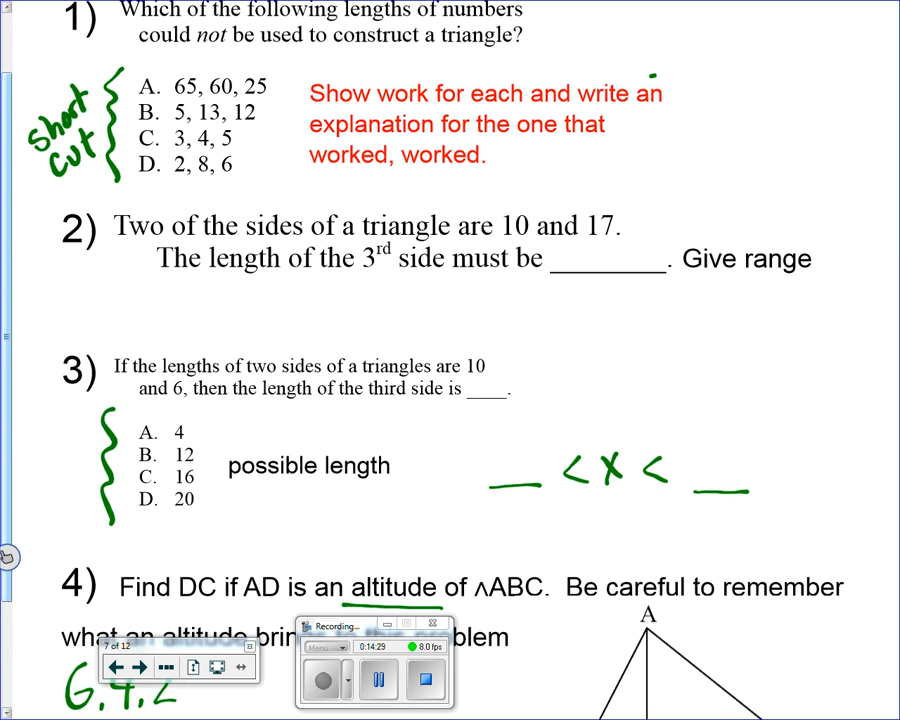 1) Which of the following lengths of numbers
could not be used to construct a triangle?
short cut
A. 65, 60, 25
B. 5, 13, 12
C. 3, 4, 5
D. 2, 8, 6
Show work for each and write an
explanation for the one that
worked, worked.
2) Two of the sides of a triangle are 10 and 17.
The length of the 3rd side must be ________. Give range
3) If the lengths of two sides of a triangles are 10
and 6, then the length of the third side is ____.
A. 4
B. 12
C. 16
D. 20
possible length
__ < x < __
4) Find DC if AD is an altitude of ∧ABC. Be careful to remember
A
what an altitude
Recording...
Menu
0:14:29
8.0 fps
7 of 12